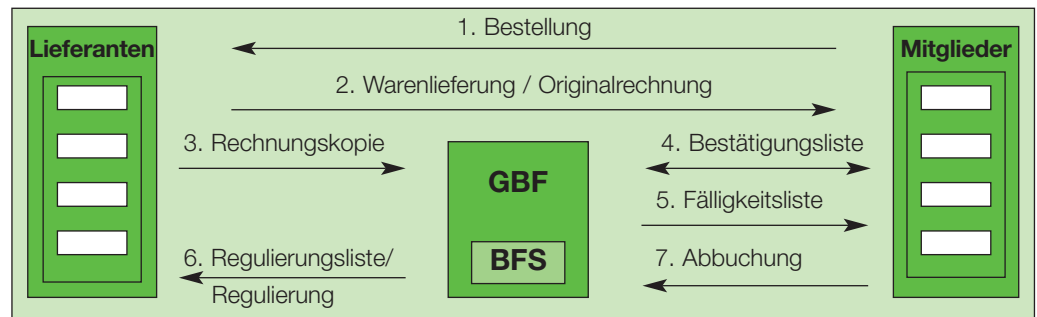 1. Bestellung
Lieferanten
Mitglieder
2. Warenlieferung / Originalrechnung
3. Rechnungskopie
4. Bestätigungsliste
GBF
5. Fälligkeitsliste
6. Regulierungsliste/
Regulierung
BFS
7. Abbuchung